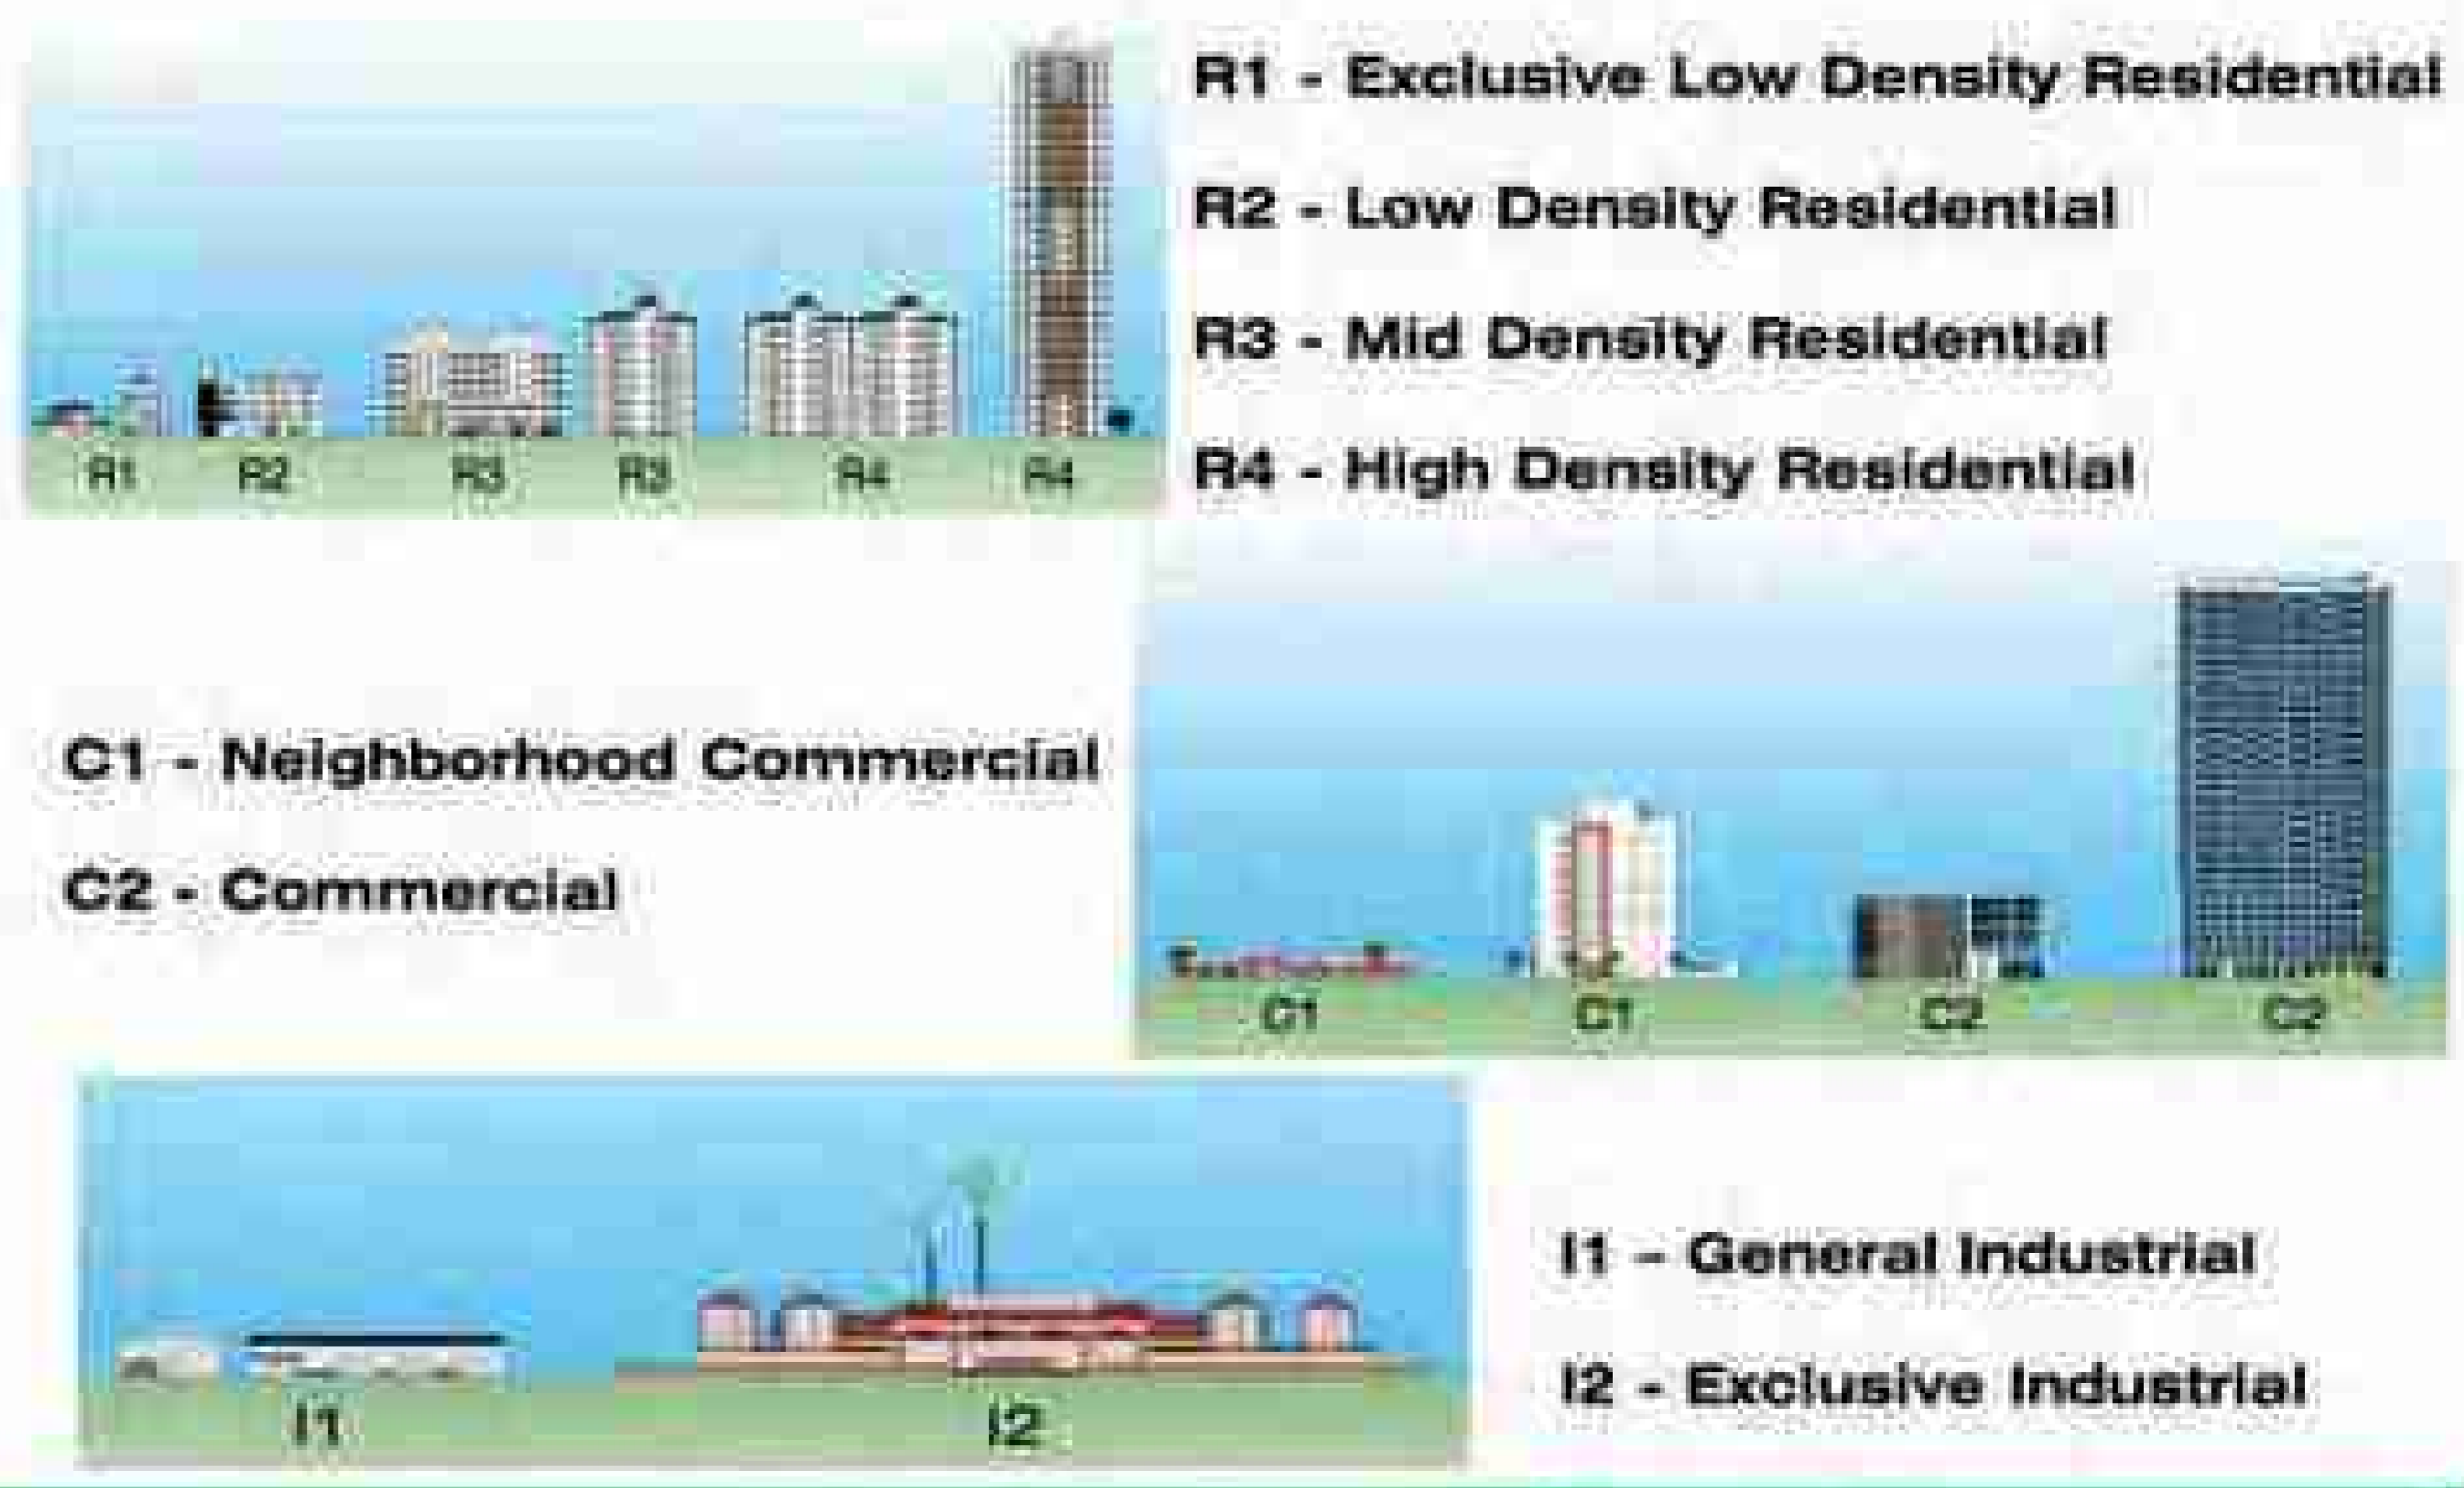 R1 - Exclusive Low Density Residential
R2 - Low Density Residential
R3 - Mid Density Residential
R4 - High Density Residential
R1 R2 R3 R3 R4 R4
C1 - Neighborhood Commercial
C2 - Commercial
C1 C1 C2 C2
I1 - General Industrial
I2 - Exclusive Industrial
I1 I2